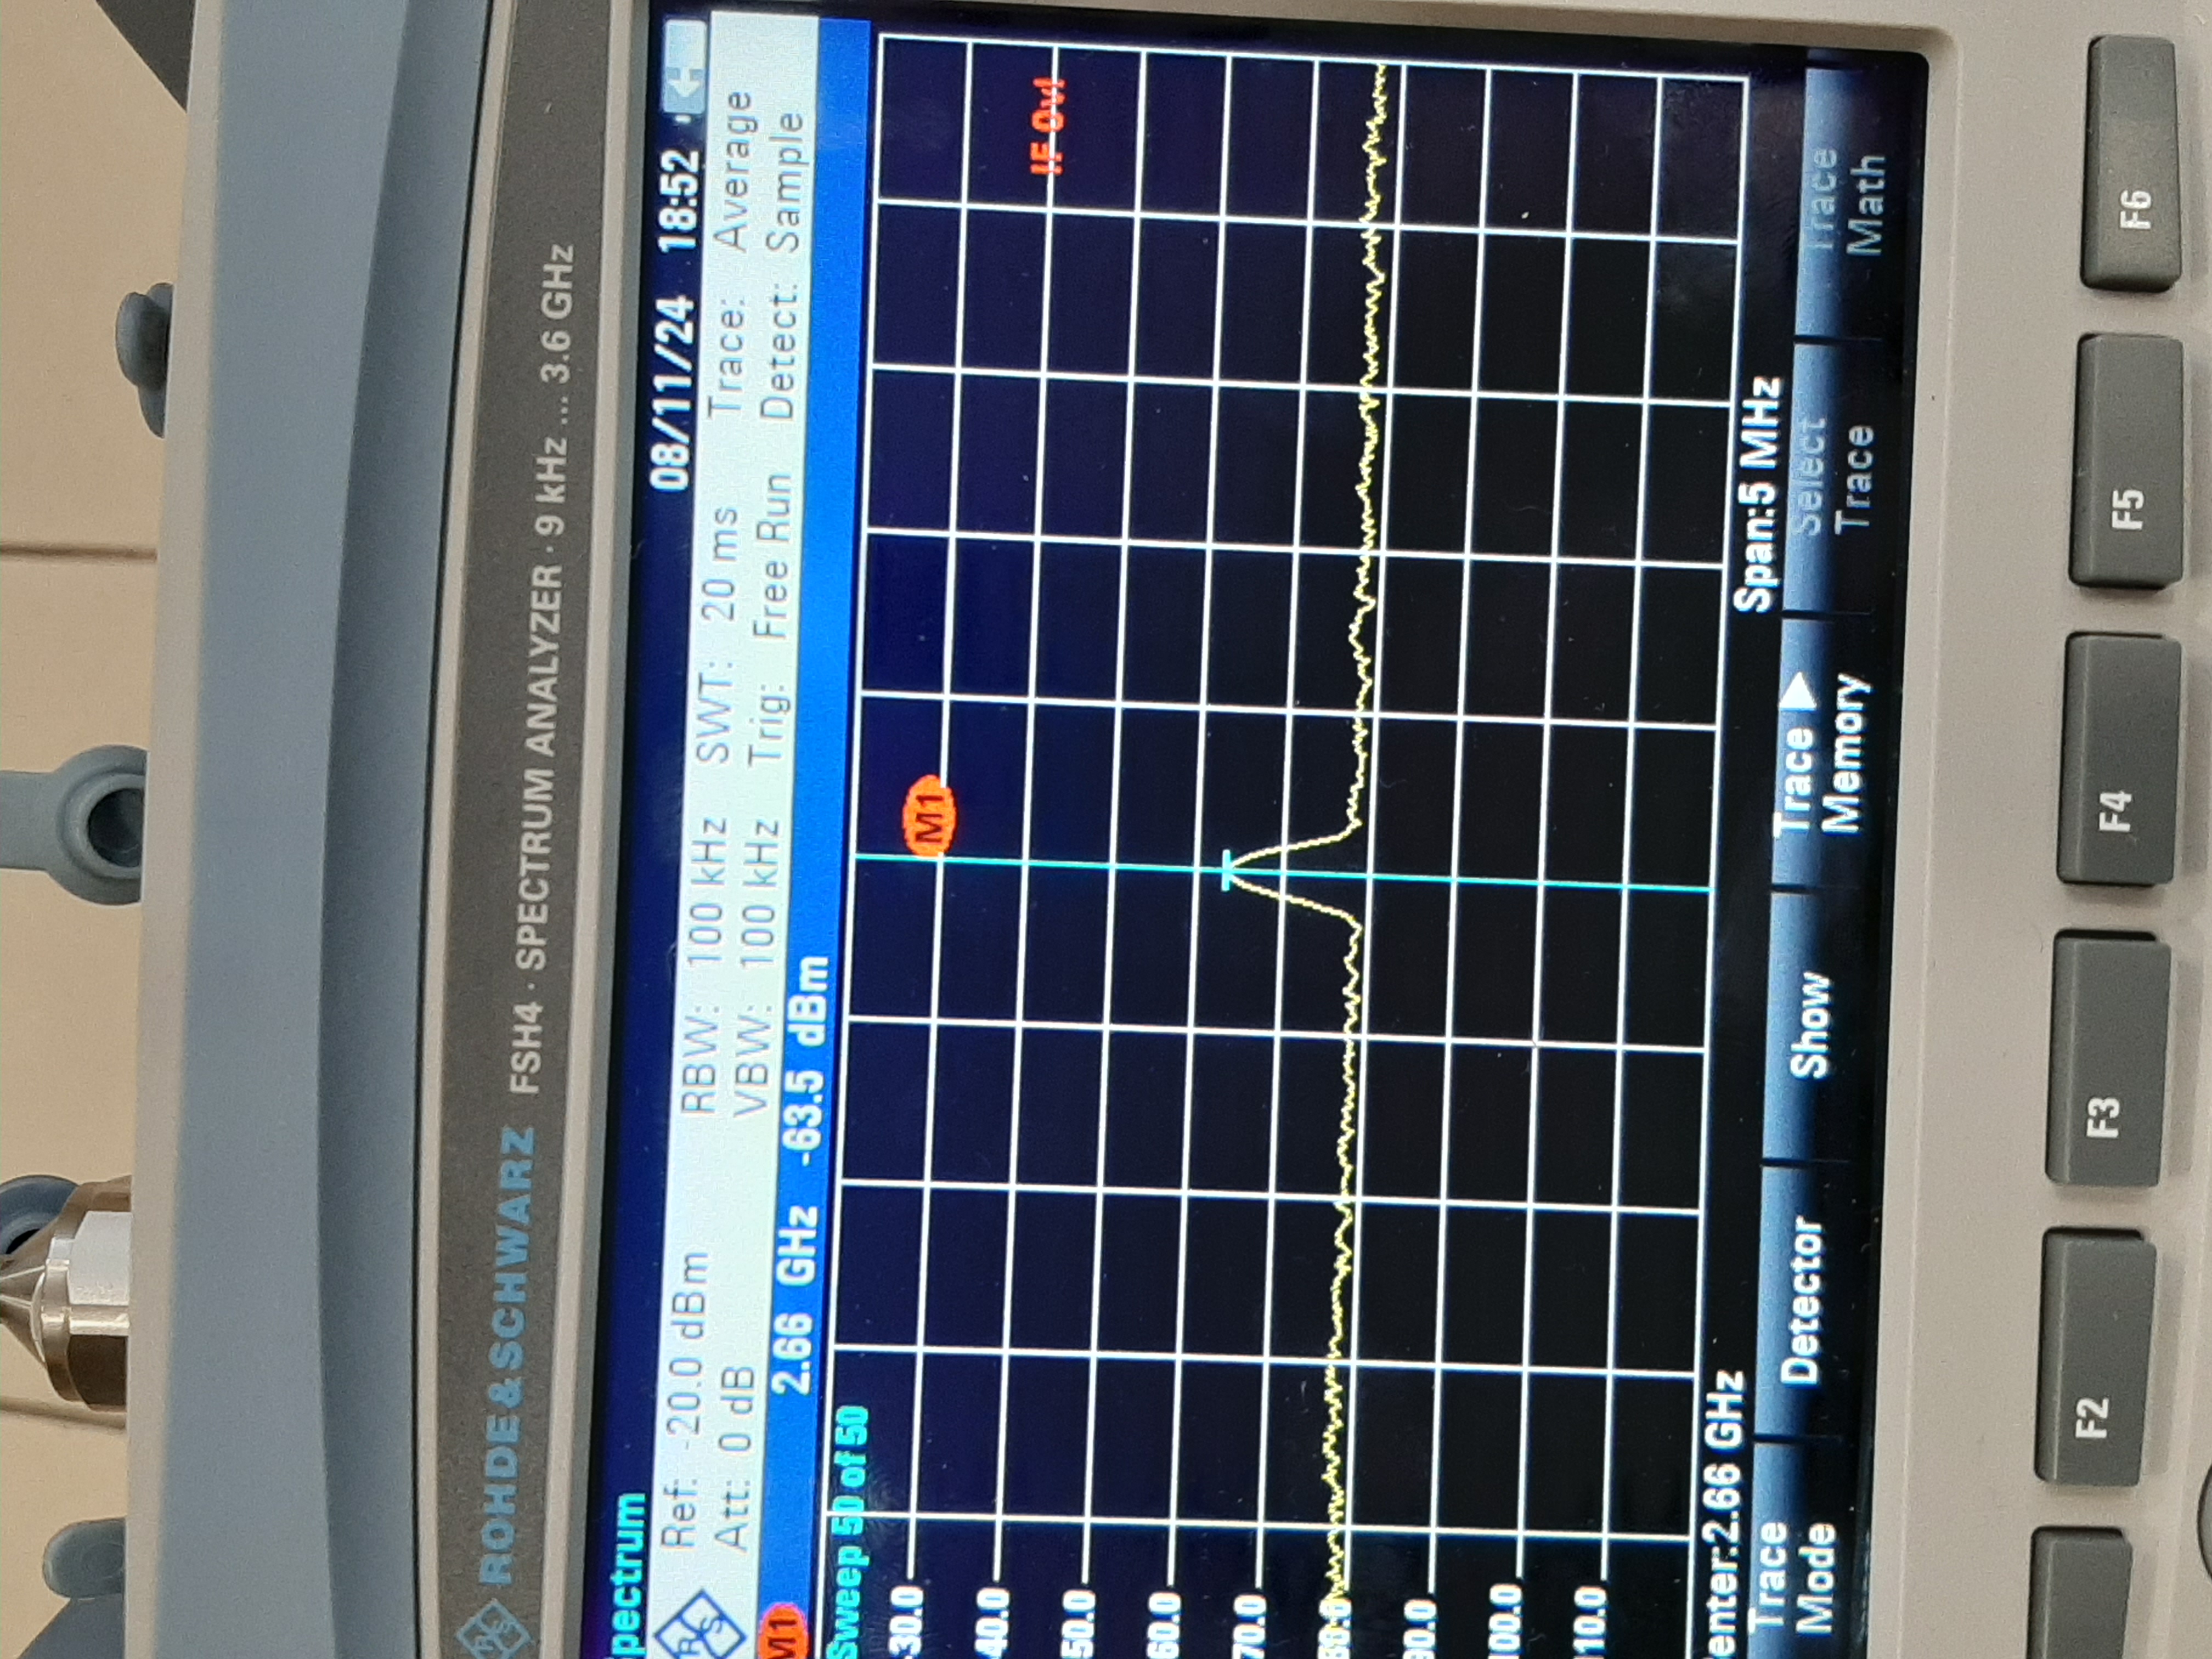 ROHDE & SCHWARZ FSH4 · SPECTRUM ANALYZER · 9 kHz ... 3.6 GHz
pectrum 08/11/24 18:52
R S Ref: -20.0 dBm RBW: 100 kHz SWT: 20 ms Trace: Average
Att: 0 dB VBW: 100 kHz Trig: Free Run Detect: Sample
M1 2.66 GHz -63.5 dBm
Sweep 50 of 50
M1
IF Ovl
-30.0
-40.0
50.0
60.0
70.0
90.0
100.0
110.0
enter:2.66 GHz Span:5 MHz
Trace Mode
Detector
Show
Trace ▶ Memory
Select Trace
Trace Math
F2
F3
F4
F5
F6